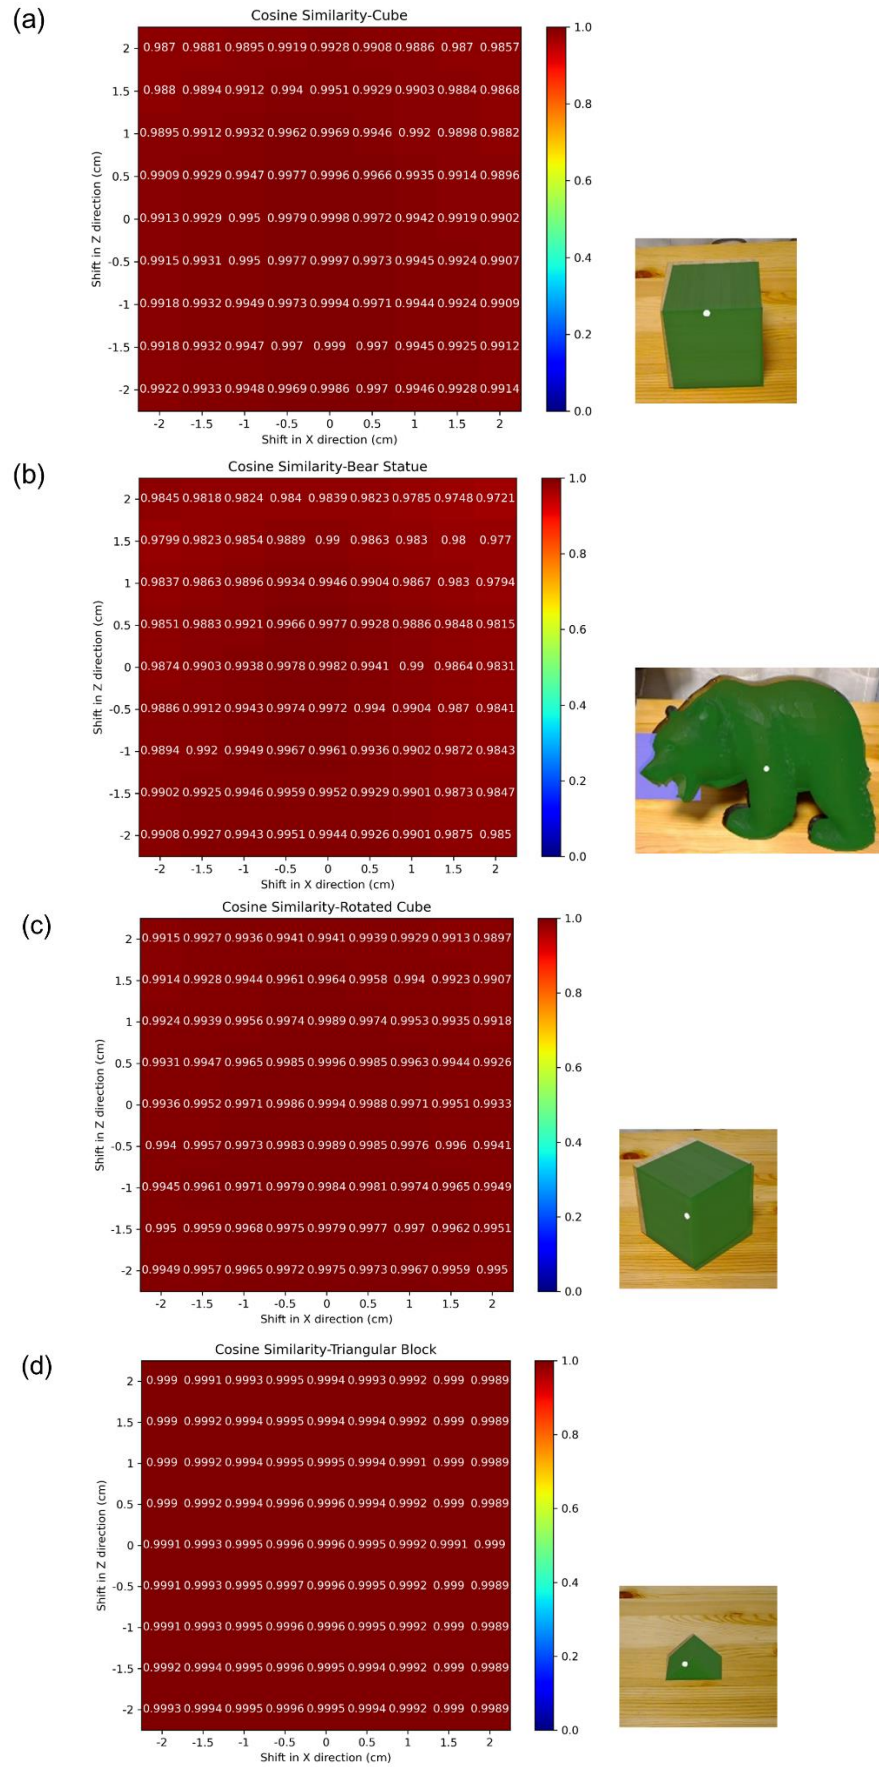 (a)
Cosine Similarity-Cube
2 0.987 0.9881 0.9895 0.9919 0.9928 0.9908 0.9886 0.987 0.9857
1.5 0.988 0.9894 0.9912 0.994 0.9951 0.9929 0.9903 0.9884 0.9868
1 0.9895 0.9912 0.9932 0.9962 0.9969 0.9946 0.992 0.9898 0.9882
0.5 0.9909 0.9929 0.9947 0.9977 0.9996 0.9966 0.9935 0.9914 0.9896
0 0.9913 0.9929 0.995 0.9979 0.9998 0.9972 0.9942 0.9919 0.9902
-0.5 0.9915 0.9931 0.995 0.9977 0.9997 0.9973 0.9945 0.9924 0.9907
-1 0.9918 0.9932 0.9949 0.9973 0.9994 0.9971 0.9944 0.9924 0.9909
-1.5 0.9918 0.9932 0.9947 0.997 0.999 0.997 0.9945 0.9925 0.9912
-2 0.9922 0.9933 0.9948 0.9969 0.9986 0.997 0.9946 0.9928 0.9914
-2 -1.5 -1 -0.5 0 0.5 1 1.5 2
Shift in X direction (cm)
Shift in Z direction (cm)
1.0
0.8
0.6
0.4
0.2
0.0
(b)
Cosine Similarity-Bear Statue
2 0.9845 0.9818 0.9824 0.984 0.9839 0.9823 0.9785 0.9748 0.9721
1.5 0.9799 0.9823 0.9854 0.9889 0.99 0.9863 0.983 0.98 0.977
1 0.9837 0.9863 0.9896 0.9934 0.9946 0.9904 0.9867 0.983 0.9794
0.5 0.9851 0.9883 0.9921 0.9966 0.9977 0.9928 0.9886 0.9848 0.9815
0 0.9874 0.9903 0.9938 0.9978 0.9982 0.9941 0.99 0.9864 0.9831
-0.5 0.9886 0.9912 0.9943 0.9974 0.9972 0.994 0.9904 0.987 0.9841
-1 0.9894 0.992 0.9949 0.9967 0.9961 0.9936 0.9902 0.9872 0.9843
-1.5 0.9902 0.9925 0.9946 0.9959 0.9952 0.9929 0.9901 0.9873 0.9847
-2 0.9908 0.9927 0.9943 0.9951 0.9944 0.9926 0.9901 0.9875 0.985
-2 -1.5 -1 -0.5 0 0.5 1 1.5 2
Shift in X direction (cm)
Shift in Z direction (cm)
1.0
0.8
0.6
0.4
0.2
0.0
(c)
Cosine Similarity-Rotated Cube
2 0.9915 0.9927 0.9936 0.9941 0.9941 0.9939 0.9929 0.9913 0.9897
1.5 0.9914 0.9928 0.9944 0.9961 0.9964 0.9958 0.994 0.9923 0.9907
1 0.9924 0.9939 0.9956 0.9974 0.9989 0.9974 0.9953 0.9935 0.9918
0.5 0.9931 0.9947 0.9965 0.9985 0.9996 0.9985 0.9963 0.9944 0.9926
0 0.9936 0.9952 0.9971 0.9986 0.9994 0.9988 0.9971 0.9951 0.9933
-0.5 0.994 0.9957 0.9973 0.9983 0.9989 0.9985 0.9976 0.996 0.9941
-1 0.9945 0.9961 0.9971 0.9979 0.9984 0.9981 0.9974 0.9965 0.9949
-1.5 0.995 0.9959 0.9968 0.9975 0.9979 0.9977 0.997 0.9962 0.9951
-2 0.9949 0.9957 0.9965 0.9972 0.9975 0.9973 0.9967 0.9959 0.995
-2 -1.5 -1 -0.5 0 0.5 1 1.5 2
Shift in X direction (cm)
Shift in Z direction (cm)
1.0
0.8
0.6
0.4
0.2
0.0
(d)
Cosine Similarity-Triangular Block
2 0.999 0.9991 0.9993 0.9995 0.9994 0.9993 0.9992 0.999 0.9989
1.5 0.999 0.9992 0.9994 0.9995 0.9994 0.9994 0.9992 0.999 0.9989
1 0.999 0.9992 0.9994 0.9995 0.9995 0.9994 0.9991 0.999 0.9989
0.5 0.999 0.9992 0.9994 0.9996 0.9996 0.9994 0.9992 0.999 0.9989
0 0.9991 0.9993 0.9995 0.9996 0.9996 0.9995 0.9992 0.9991 0.999
-0.5 0.9991 0.9993 0.9995 0.9997 0.9996 0.9995 0.9992 0.999 0.9989
-1 0.9991 0.9993 0.9995 0.9996 0.9996 0.9995 0.9992 0.999 0.9989
-1.5 0.9992 0.9994 0.9995 0.9996 0.9995 0.9994 0.9992 0.999 0.9989
-2 0.9993 0.9994 0.9995 0.9996 0.9995 0.9994 0.9992 0.999 0.9989
-2 -1.5 -1 -0.5 0 0.5 1 1.5 2
Shift in X direction (cm)
Shift in Z direction (cm)
1.0
0.8
0.6
0.4
0.2
0.0